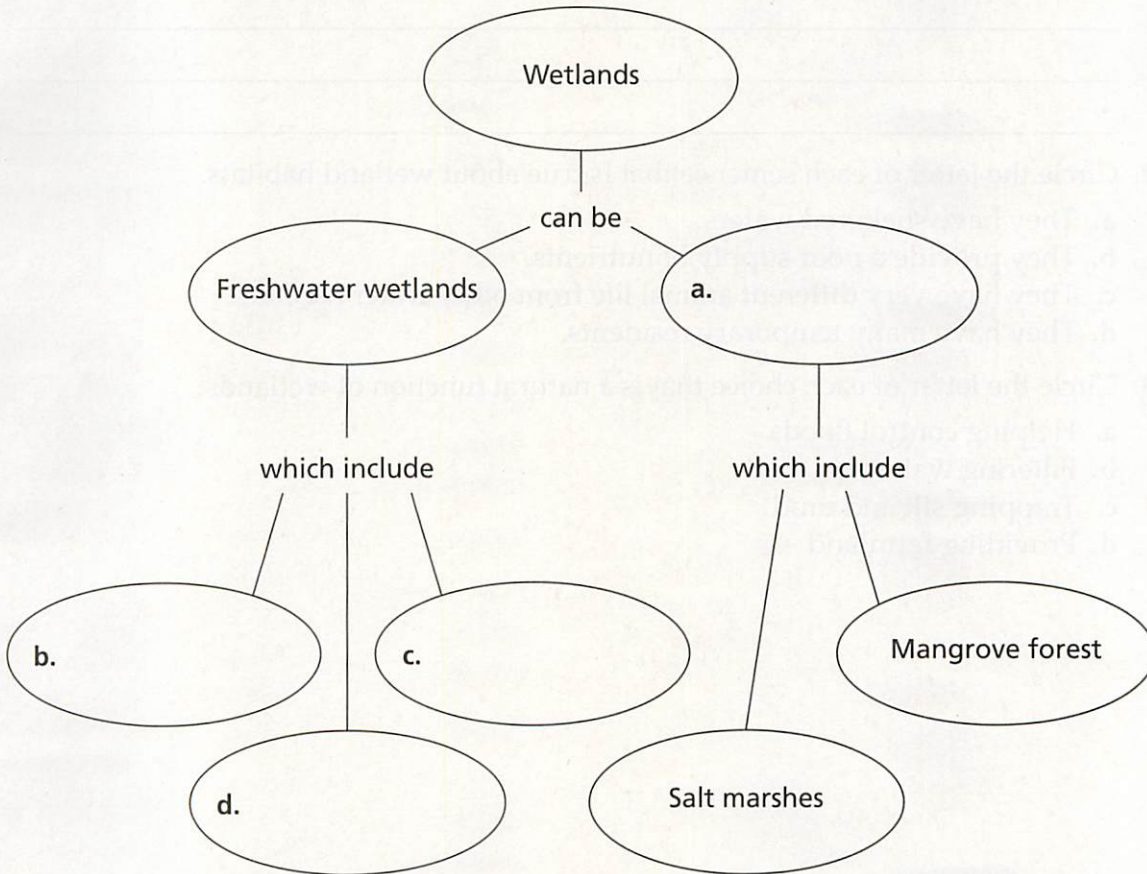 Wetlands
can be
Freshwater wetlands
a.
which include
which include
b.
c.
Mangrove forest
d.
Salt marshes